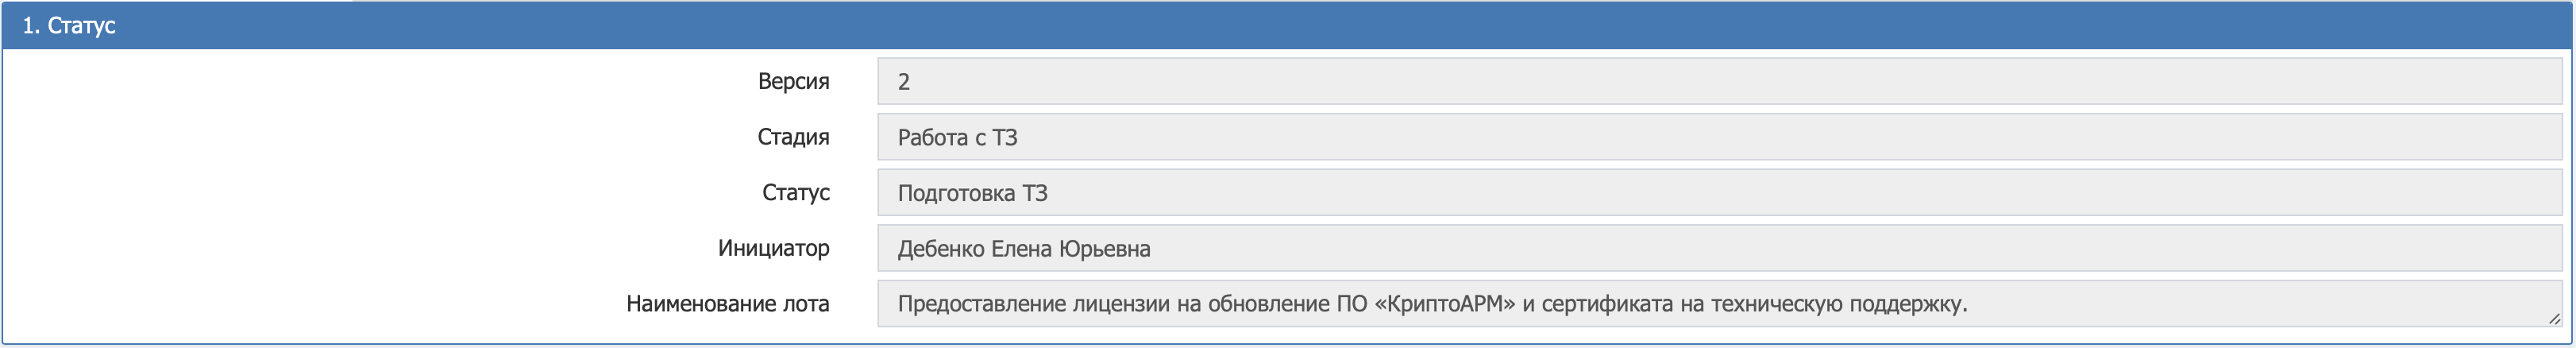 1. Статус
Версия 2
Стадия Работа с ТЗ
Статус Подготовка ТЗ
Инициатор Дебенко Елена Юрьевна
Наименование лота Предоставление лицензии на обновление ПО «КриптоАРМ» и сертификата на техническую поддержку.